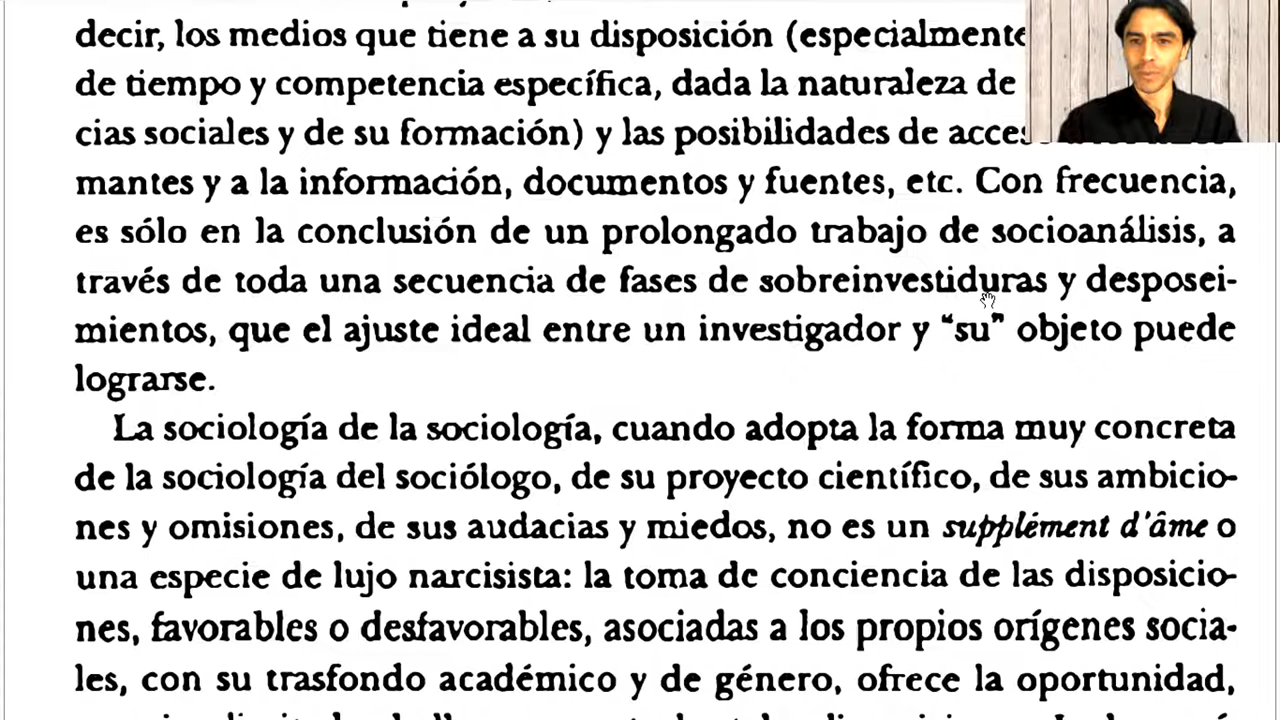 decir, los medios que tiene a su disposición (especialmente
de tiempo y competencia específica, dada la naturaleza de
cias sociales y de su formación) y las posibilidades de
mantes y a la información, documentos y fuentes, etc. Con frecuencia,
es sólo en la conclusión de un prolongado trabajo de socioanálisis, a
través de toda una secuencia de fases de sobreinvestiduras y desposei-
mientos, que el ajuste ideal entre un investigador y “su” objeto puede
lograrse.
La sociología de la sociología, cuando adopta la forma muy concreta
de la sociología del sociólogo, de su proyecto científico, de sus ambicio-
nes y omisiones, de sus audacias y miedos, no es un supplément d'âme o
una especie de lujo narcisista: la toma de conciencia de las disposicio-
nes, favorables o desfavorables, asociadas a los propios orígenes socia-
les, con su trasfondo académico y de género, ofrece la oportunidad,